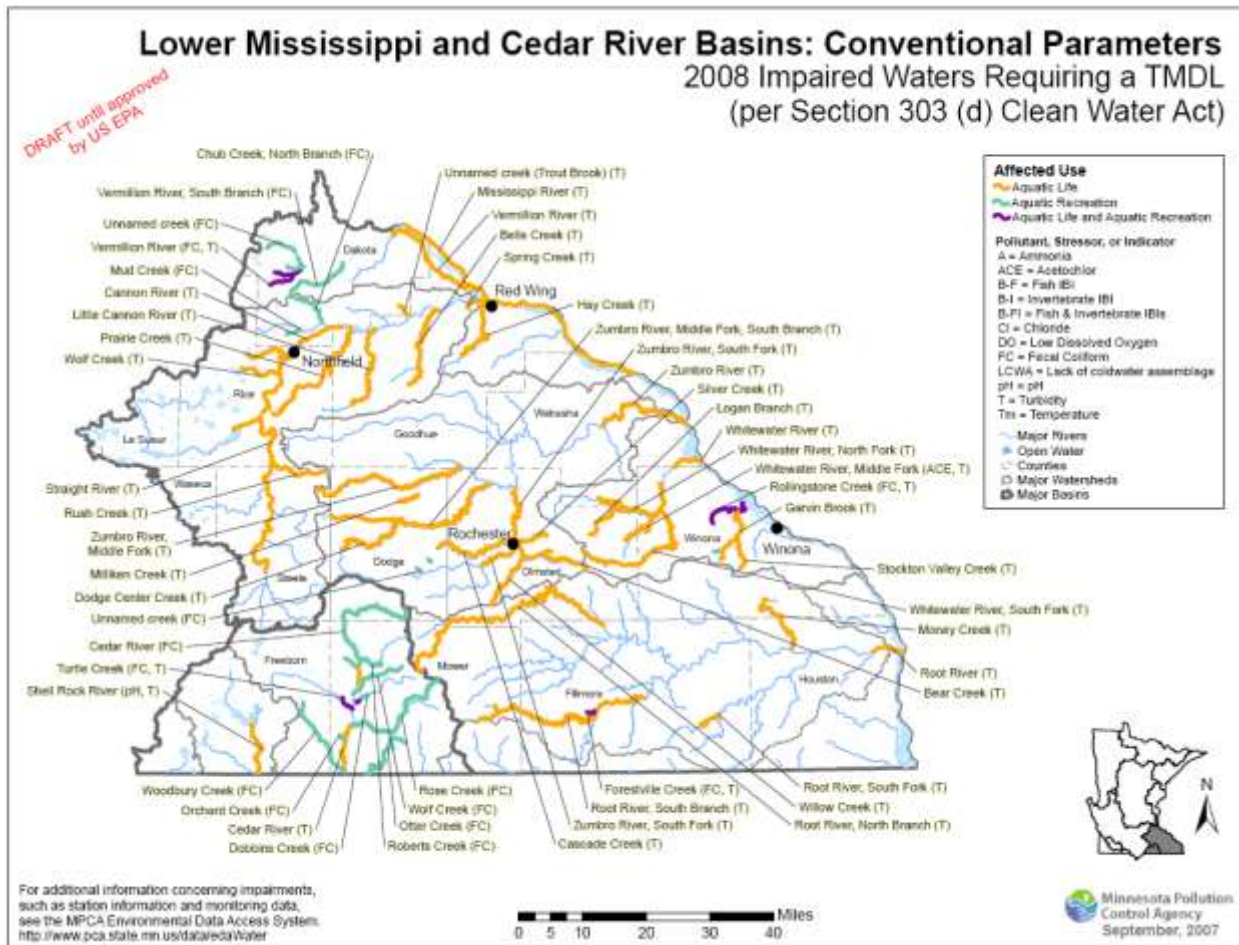 Lower Mississippi and Cedar River Basins: Conventional Parameters
2008 Impaired Waters Requiring a TMDL
(per Section 303 (d) Clean Water Act)
DRAFT until approved
by US EPA
Chub Creek, North Branch (FC)
Vermillion River, South Branch (FC)
Unnamed creek (FC)
Vermillion River (FC, T)
Mud Creek (FC)
Cannon River (T)
Little Cannon River (T)
Prairie Creek (T)
Wolf Creek (T)
Unnamed creek (Trout Brook) (T)
Mississippi River (T)
Vermillion River (T)
Belle Creek (T)
Spring Creek (T)
Hay Creek (T)
Zumbro River, Middle Fork, South Branch (T)
Zumbro River, South Fork (T)
Zumbro River (T)
Silver Creek (T)
Logan Branch (T)
Whitewater River (T)
Whitewater River, North Fork (T)
Whitewater River, Middle Fork (ACE, T)
Rollingstone Creek (FC, T)
Garvin Brook (T)
Stockton Valley Creek (T)
Whitewater River, South Fork (T)
Money Creek (T)
Root River (T)
Bear Creek (T)
Straight River (T)
Rush Creek (T)
Zumbro River,
Middle Fork (T)
Milliken Creek (T)
Dodge Center Creek (T)
Unnamed creek (FC)
Cedar River (FC)
Turtle Creek (FC, T)
Shell Rock River (pH, T)
Woodbury Creek (FC)
Orchard Creek (FC)
Cedar River (T)
Dobbins Creek (FC)
Rose Creek (FC)
Wolf Creek (FC)
Otter Creek (FC)
Roberts Creek (FC)
Forestville Creek (FC, T)
Root River, South Branch (T)
Zumbro River, South Fork (T)
Cascade Creek (T)
Root River, South Fork (T)
Willow Creek (T)
Root River, North Branch (T)
Dakota
Red Wing
Northfield
Rice
Le Sueur
Goodhue
Wabasha
Waseca
Rochester
Winona
Winona
Dodge
Olmsted
Steele
Freeborn
Mower
Fillmore
Houston
Affected Use
Aquatic Life
Aquatic Recreation
Aquatic Life and Aquatic Recreation
Pollutant, Stressor, or Indicator
A = Ammonia
ACE = Acetochlor
B-F = Fish IBI
B-I = Invertebrate IBI
B-FI = Fish & Invertebrate IBIs
Cl = Chloride
DO = Low Dissolved Oxygen
FC = Fecal Coliform
LCWA = Lack of coldwater assemblage
pH = pH
T = Turbidity
Tm = Temperature
Major Rivers
Open Water
Counties
Major Watersheds
Major Basins
N
For additional information concerning impairments,
such as station information and monitoring data,
see the MPCA Environmental Data Access System.
http://www.pca.state.mn.us/data/edaWater
Miles
0 5 10 20 30 40
Minnesota Pollution
Control Agency
September, 2007